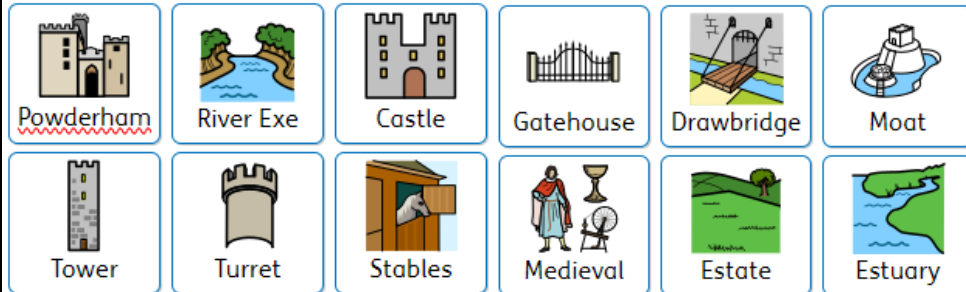 Powderham
River Exe
Castle
Gatehouse
Drawbridge
Moat
Tower
Turret
Stables
Medieval
Estate
Estuary